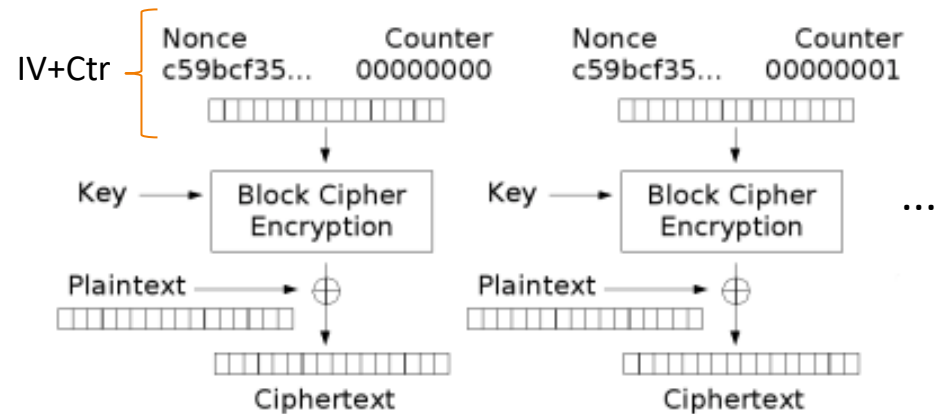 Nonce Counter Nonce Counter
IV+Ctr c59bcf35... 00000000 c59bcf35... 00000001
Key Block Cipher Key Block Cipher ...
Encryption Encryption
Plaintext Plaintext
Ciphertext Ciphertext